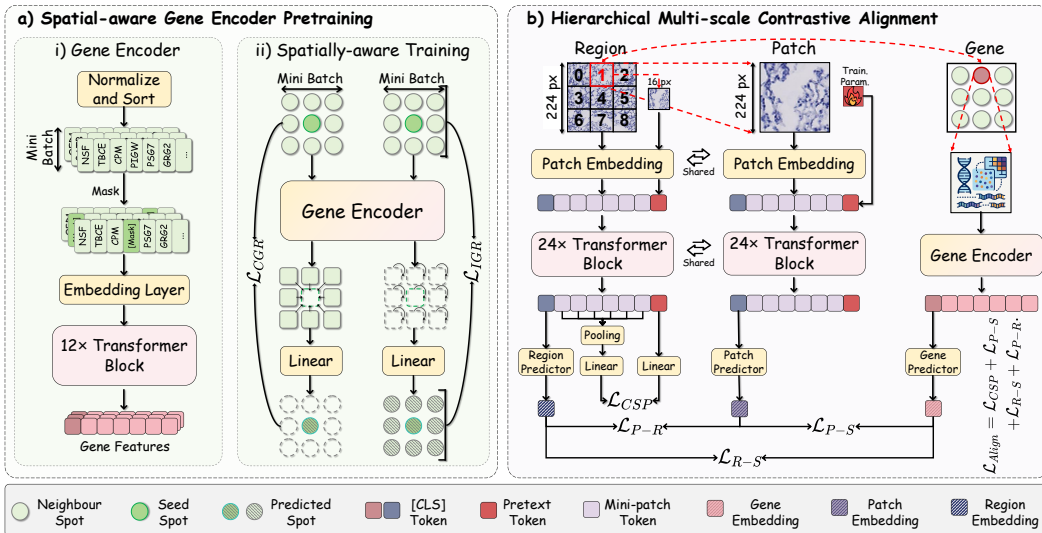 a) Spatial-aware Gene Encoder Pretraining
i) Gene Encoder
Normalize
and Sort
Mini
Batch
NSF
TBCE
CPM
PIGW
PSG7
GRG2
...
Mask
NSF
TBCE
CPM
[Mask]
PSG7
GRG2
...
Embedding Layer
12× Transformer
Block
Gene Features
ii) Spatially-aware Training
Mini Batch
Mini Batch
Gene Encoder
ℒCGR
ℒIGR
Linear
Linear
b) Hierarchical Multi-scale Contrastive Alignment
Region
Patch
Gene
224 px
0 1 2
3 4 5
6 7 8
16 px
224 px
Train.
Param.
Patch Embedding
Shared
Patch Embedding
24× Transformer
Block
Shared
24× Transformer
Block
Gene Encoder
Pooling
Region
Predictor
Linear
Linear
Patch
Predictor
Gene
Predictor
ℒCSP
ℒP−R
ℒP−S
ℒR−S
ℒAlign = ℒCSP + ℒP−S
+ℒR−S + ℒP−R.
Neighbour
Spot
Seed
Spot
Predicted
Spot
[CLS]
Token
Pretext
Token
Mini-patch
Token
Gene
Embedding
Patch
Embedding
Region
Embedding